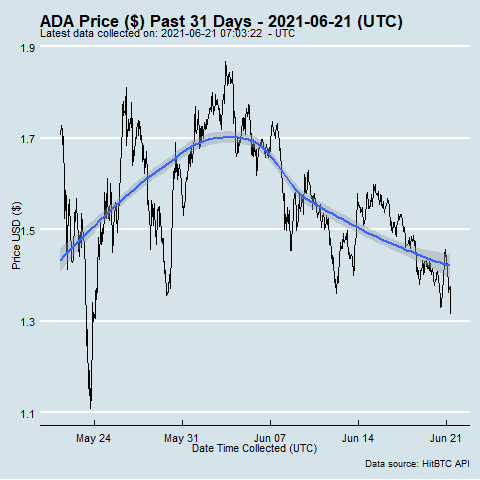 ADA Price ($) Past 31 Days - 2021-06-21 (UTC)
Latest data collected on: 2021-06-21 07:03:22  - UTC
1.9
1.7
1.5
1.3
1.1
Price USD ($)
May 24
May 31
Jun 07
Jun 14
Jun 21
Date Time Collected (UTC)
Data source: HitBTC API